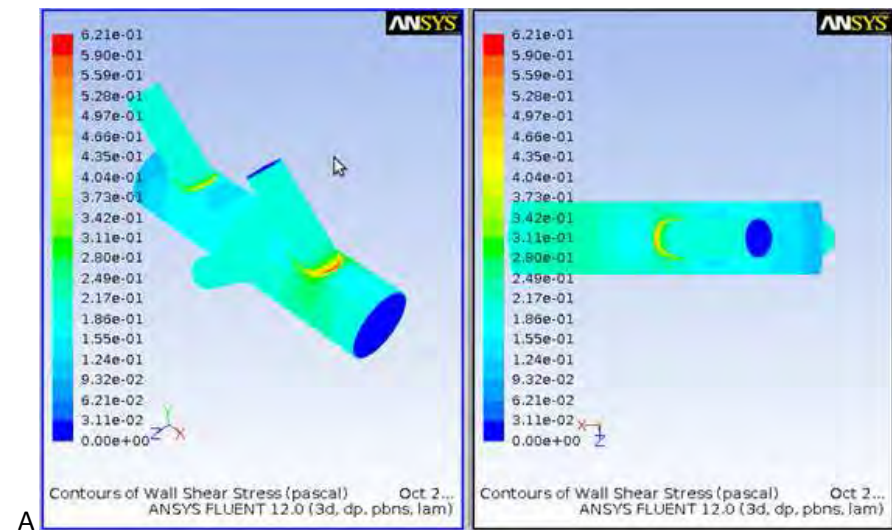 ANSYS
6.21e-01
5.90e-01
5.59e-01
5.28e-01
4.97e-01
4.66e-01
4.35e-01
4.04e-01
3.73e-01
3.42e-01
3.11e-01
2.80e-01
2.49e-01
2.17e-01
1.86e-01
1.55e-01
1.24e-01
9.32e-02
6.21e-02
3.11e-02
0.00e+00
Y
Z X
Contours of Wall Shear Stress (pascal) Oct 2...
ANSYS FLUENT 12.0 (3d, dp, pbns, lam)
ANSYS
6.21e-01
5.90e-01
5.59e-01
5.28e-01
4.97e-01
4.66e-01
4.35e-01
4.04e-01
3.73e-01
3.42e-01
3.11e-01
2.80e-01
2.49e-01
2.17e-01
1.86e-01
1.55e-01
1.24e-01
9.32e-02
6.21e-02
3.11e-02
0.00e+00
X
Z
Contours of Wall Shear Stress (pascal) Oct 2...
ANSYS FLUENT 12.0 (3d, dp, pbns, lam)
A